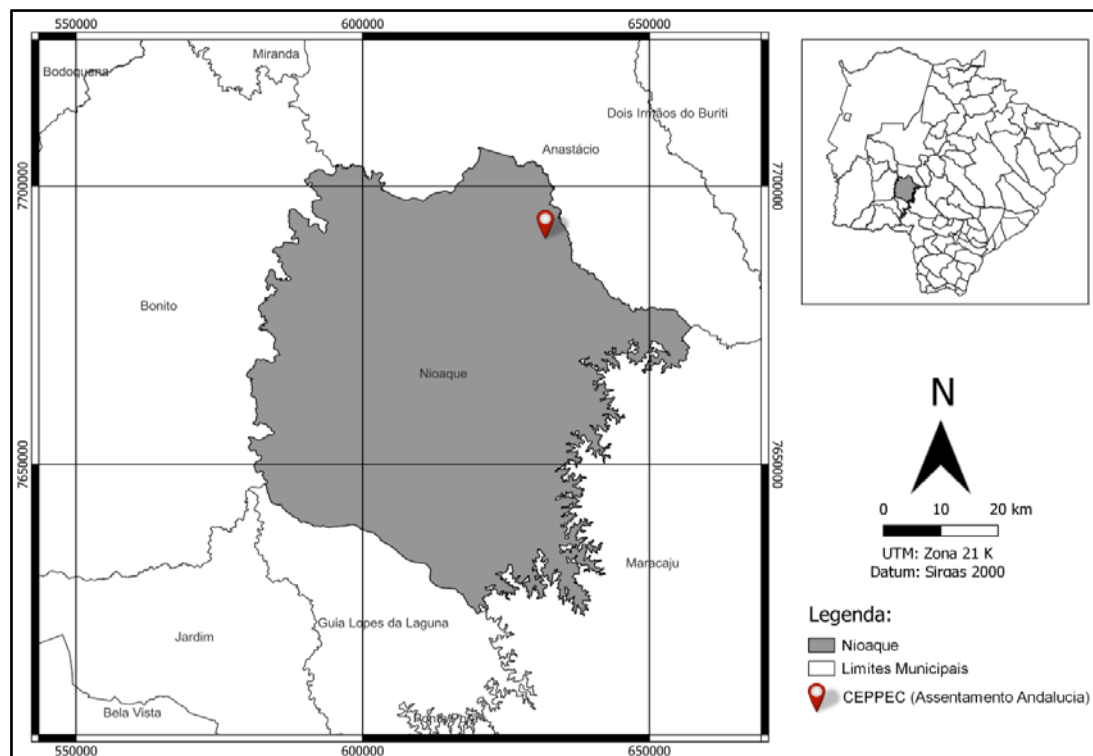 550000
600000
650000
Miranda
Bodoquena
Dois Irmãos do Buriti
Anastácio
7700000
7700000
Bonito
Nioaque
7650000
7650000
Maracaju
Guia Lopes da Laguna
Jardim
Bela Vista
Ponta Porã
550000
600000
650000
N
0 10 20 km
UTM: Zona 21 K
Datum: Sirgas 2000
Legenda:
Nioaque
Limites Municipais
CEPPEC (Assentamento Andalucia)